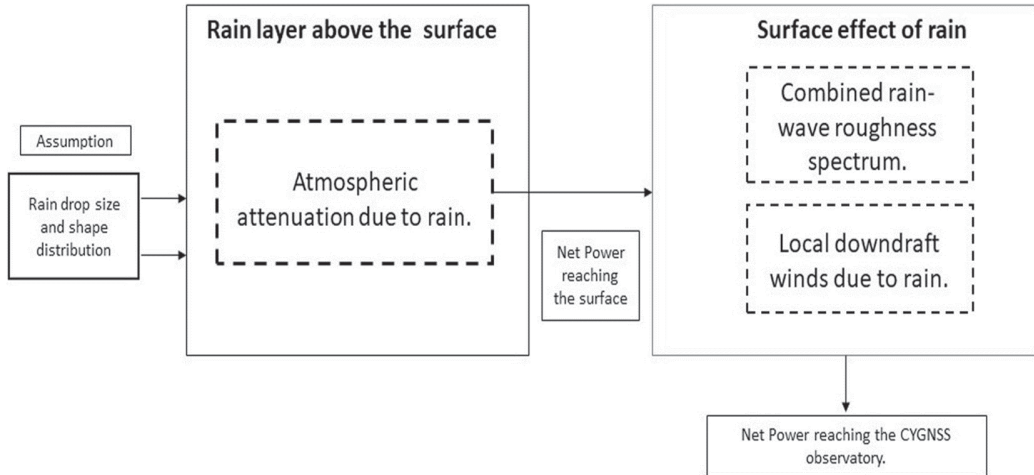 Assumption
Rain drop size
and shape
distribution
Rain layer above the surface
Atmospheric
attenuation due to rain.
Net Power
reaching
the surface
Surface effect of rain
Combined rain-
wave roughness
spectrum.
Local downdraft
winds due to rain.
Net Power reaching the CYGNSS
observatory.